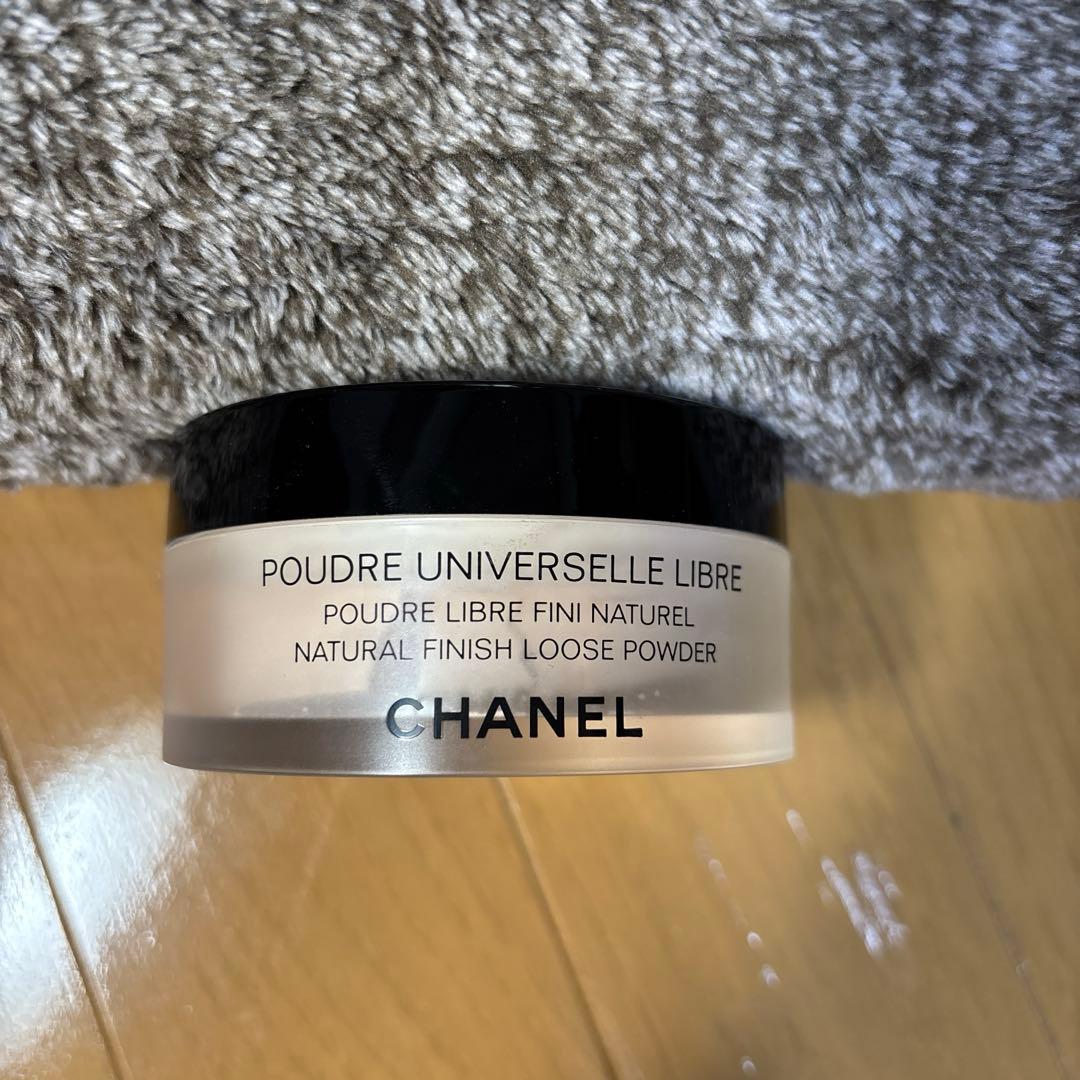 POUDRE UNIVERSELLE LIBRE
POUDRE LIBRE FINI NATUREL
NATURAL FINISH LOOSE POWDER
CHANEL